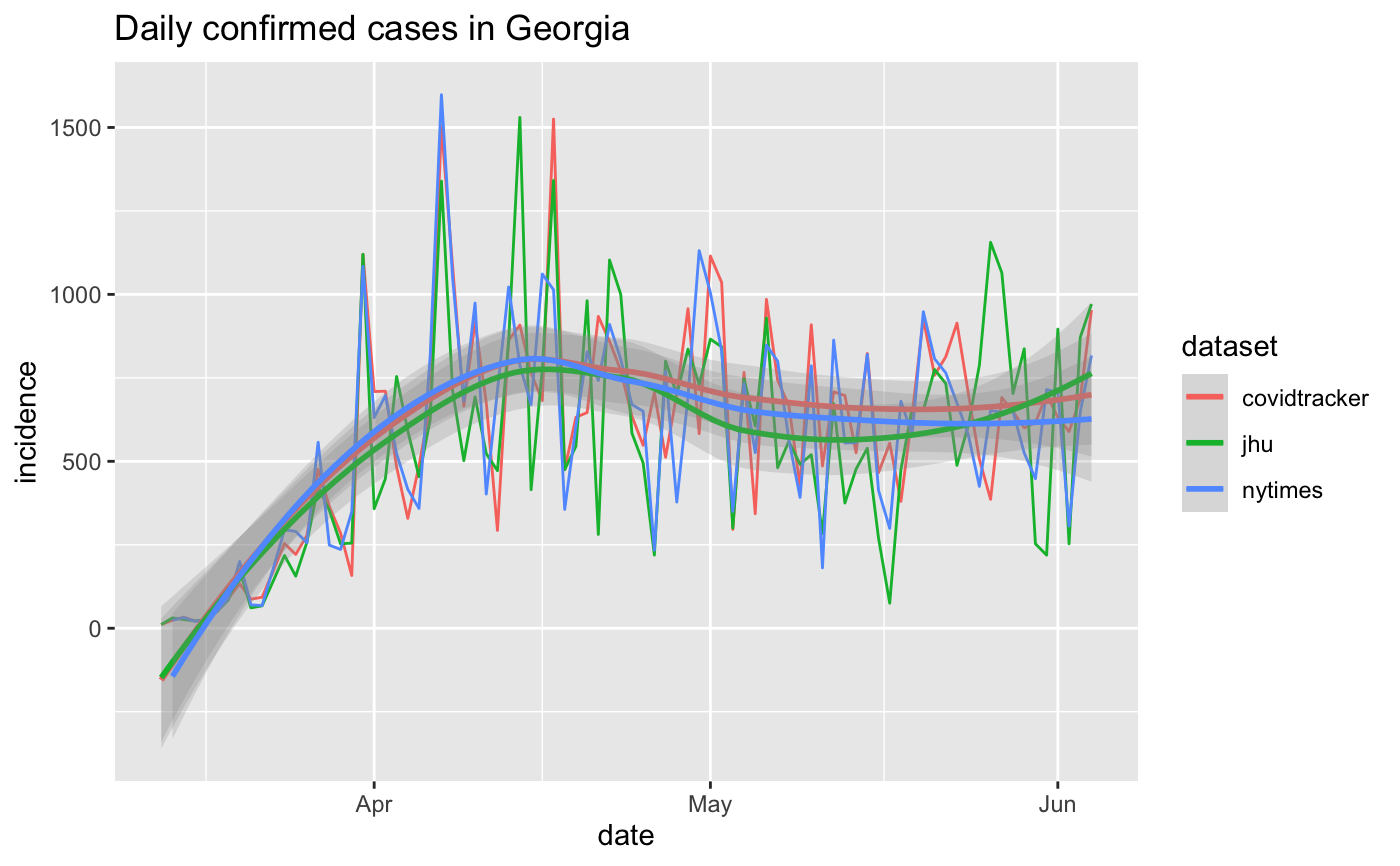 Daily confirmed cases in Georgia
incidence
1500
1000
500
0
Apr
May
Jun
date
dataset
covidtracker
jhu
nytimes